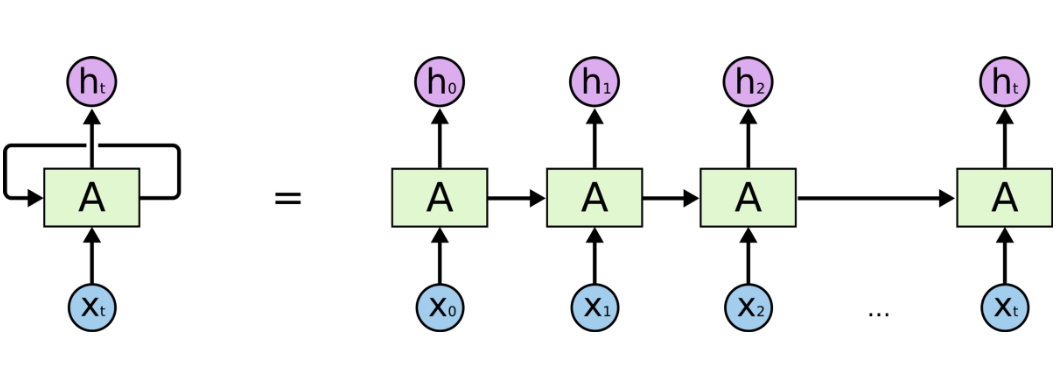 hₜ h₀ h₁ h₂ hₜ
A = A A A A
xₜ x₀ x₁ x₂ ... xₜ